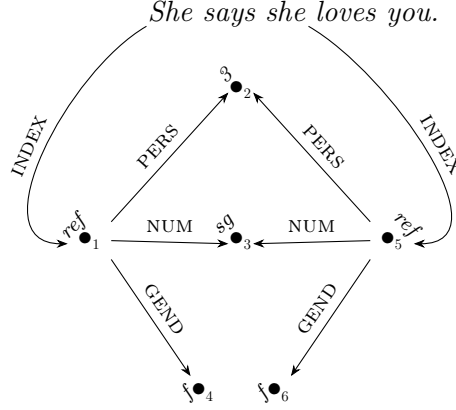 She says she loves you.
3
2
INDEX
INDEX
PERS
PERS
ref
1
NUM
sg
3
NUM
ref
5
GEND
GEND
f
4
f
6